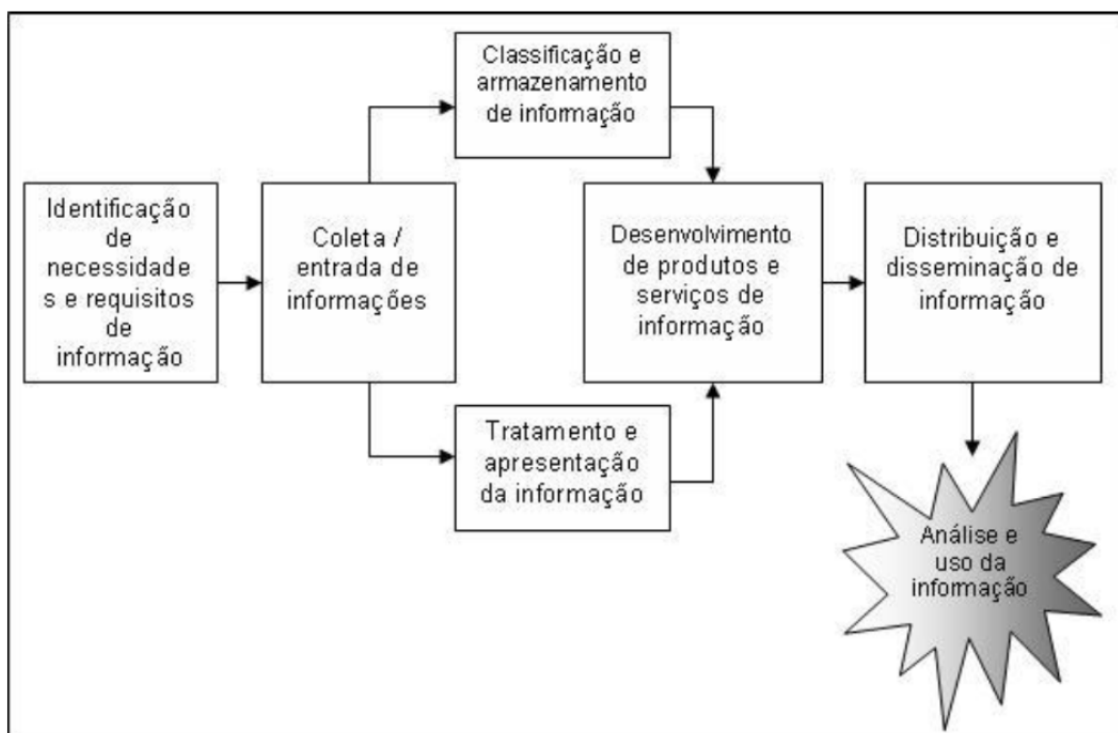 Classificação e
armazenamento
de informação
Identificação
de
necessidade
s e requisitos
de
informação
Coleta /
entrada de
informações
Desenvolvimento
de produtos e
serviços de
informação
Distribuição e
disseminação de
informação
Tratamento e
apresentação
da informação
Análise e
uso da
informação